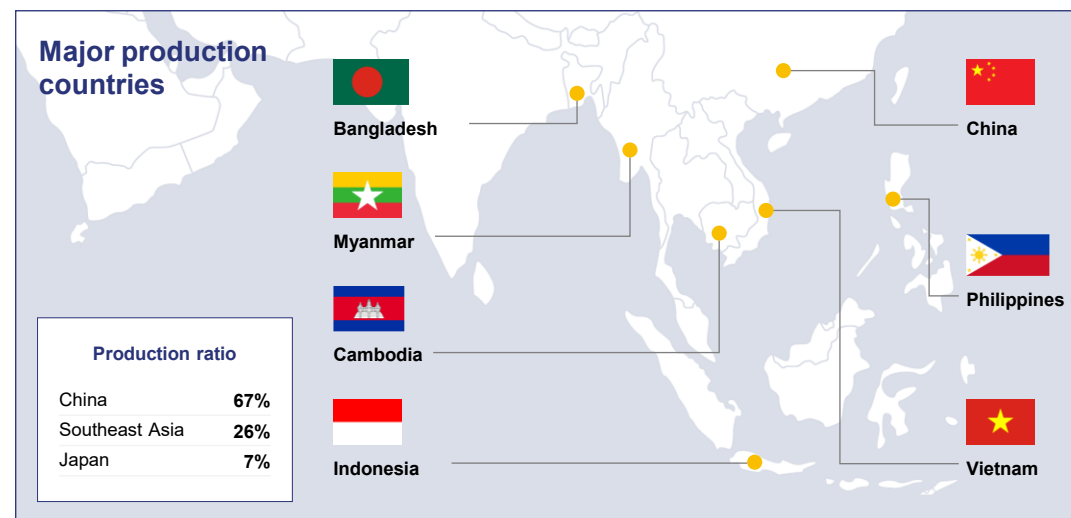 Major production
countries
Bangladesh
Myanmar
Cambodia
Indonesia
China
Philippines
Vietnam
Production ratio
China 67%
Southeast Asia 26%
Japan 7%